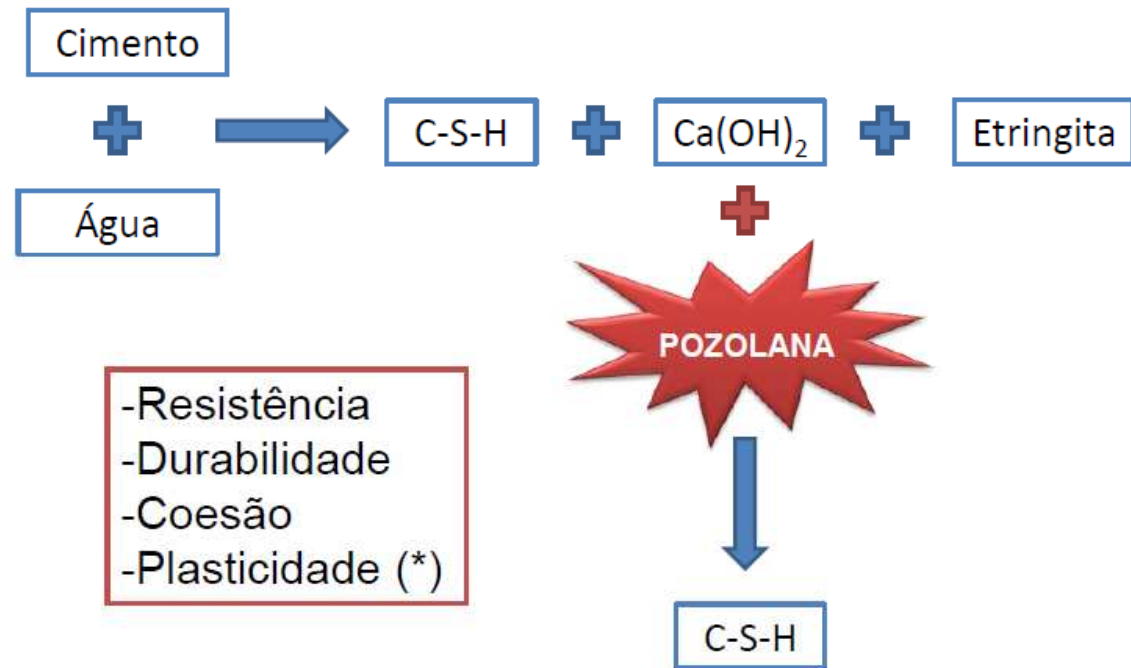 Cimento
Água
C-S-H
Ca(OH)₂
Etringita
POZOLANA
-Resistência
-Durabilidade
-Coesão
-Plasticidade (*)
C-S-H